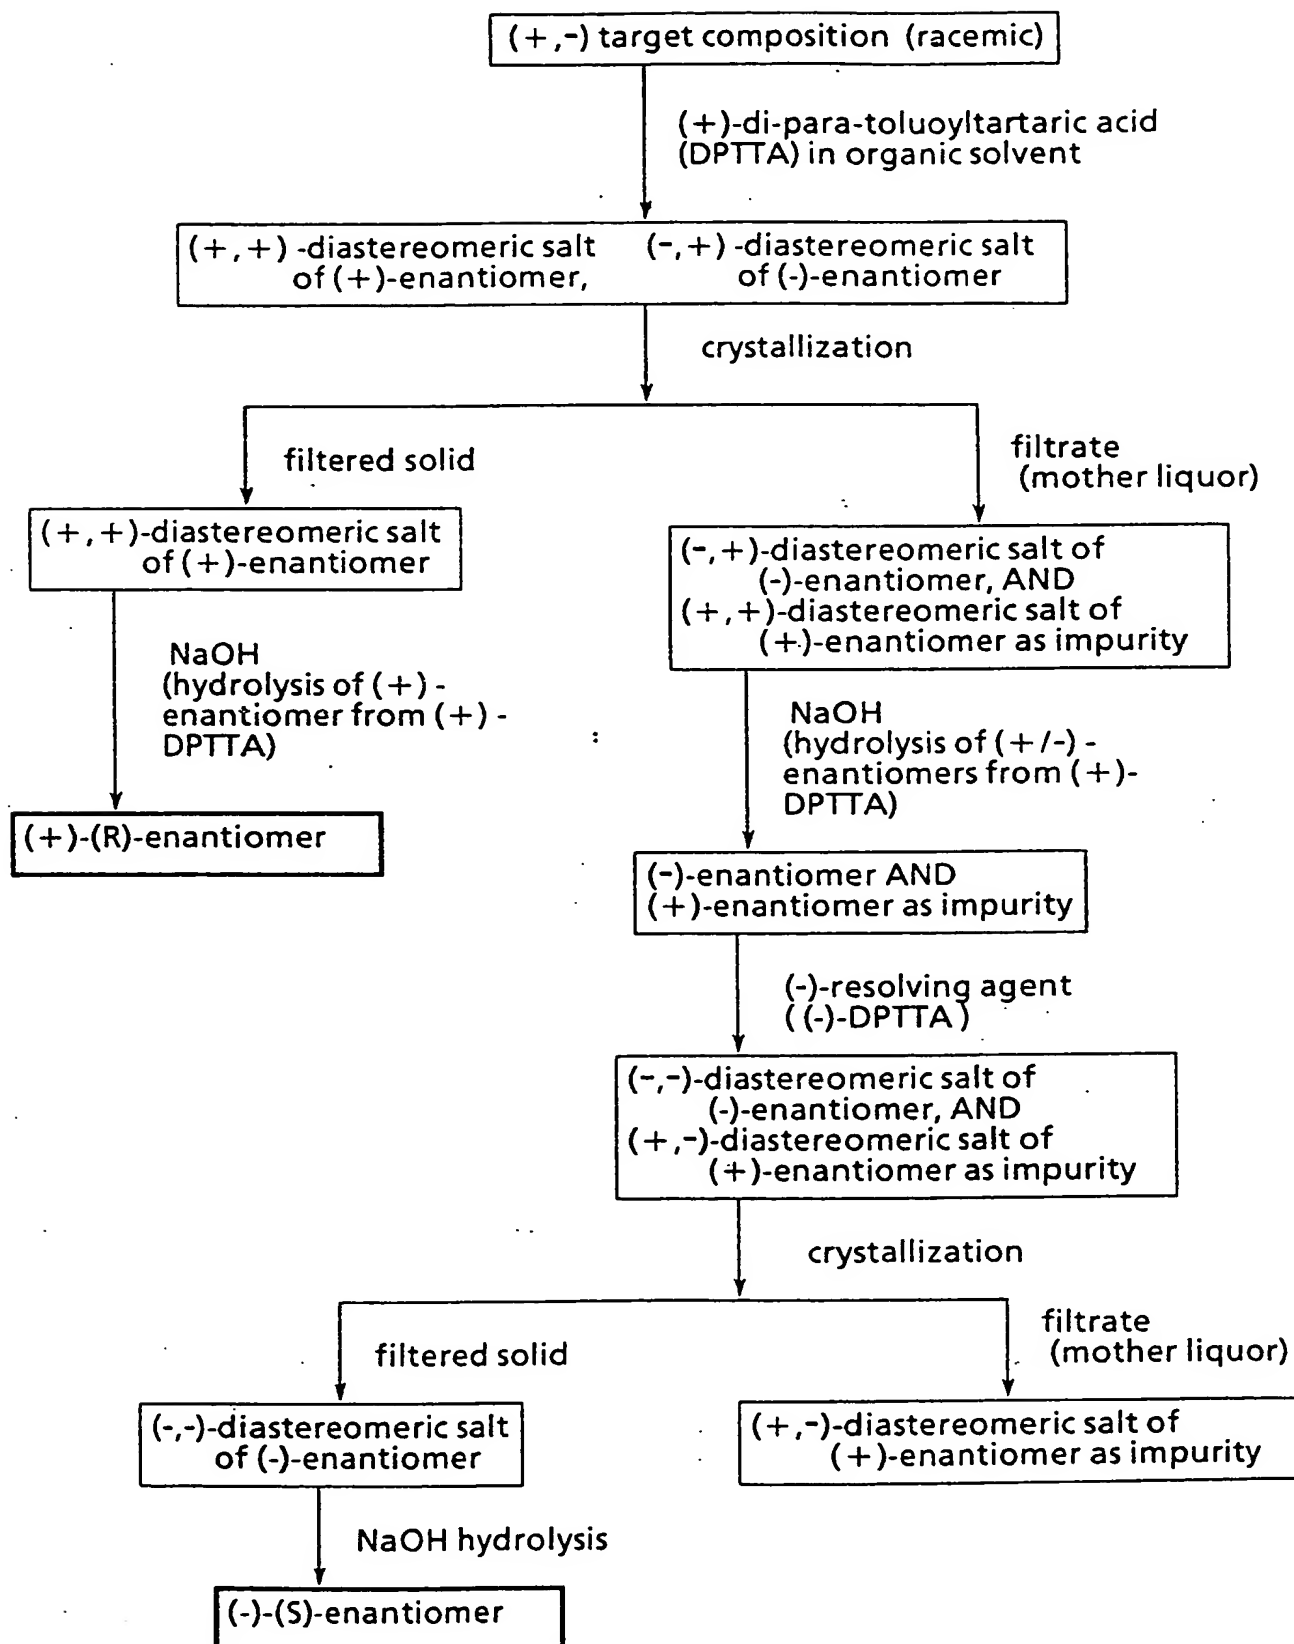 (+,-) target composition (racemic)
(+)-di-para-toluoyltartaric acid
(DPTTA) in organic solvent
(+,+)-diastereomeric salt
of (+)-enantiomer,
(-,+)-diastereomeric salt
of (-)-enantiomer
crystallization
filtered solid
filtrate
(mother liquor)
(+,+)-diastereomeric salt
of (+)-enantiomer
(-,+)-diastereomeric salt of
(-)-enantiomer, AND
(+,+)-diastereomeric salt of
(+)-enantiomer as impurity
NaOH
(hydrolysis of (+)-
enantiomer from (+)-
DPTTA)
NaOH
(hydrolysis of (+/-)-
enantiomers from (+)-
DPTTA)
(+)-(R)-enantiomer
(-)-enantiomer AND
(+)-enantiomer as impurity
(-)-resolving agent
((-)-DPTTA)
(-,-)-diastereomeric salt of
(-)-enantiomer, AND
(+,-)-diastereomeric salt of
(+)-enantiomer as impurity
crystallization
filtered solid
filtrate
(mother liquor)
(-,-)-diastereomeric salt
of (-)-enantiomer
(+,-)-diastereomeric salt of
(+)-enantiomer as impurity
NaOH hydrolysis
(-)-(S)-enantiomer